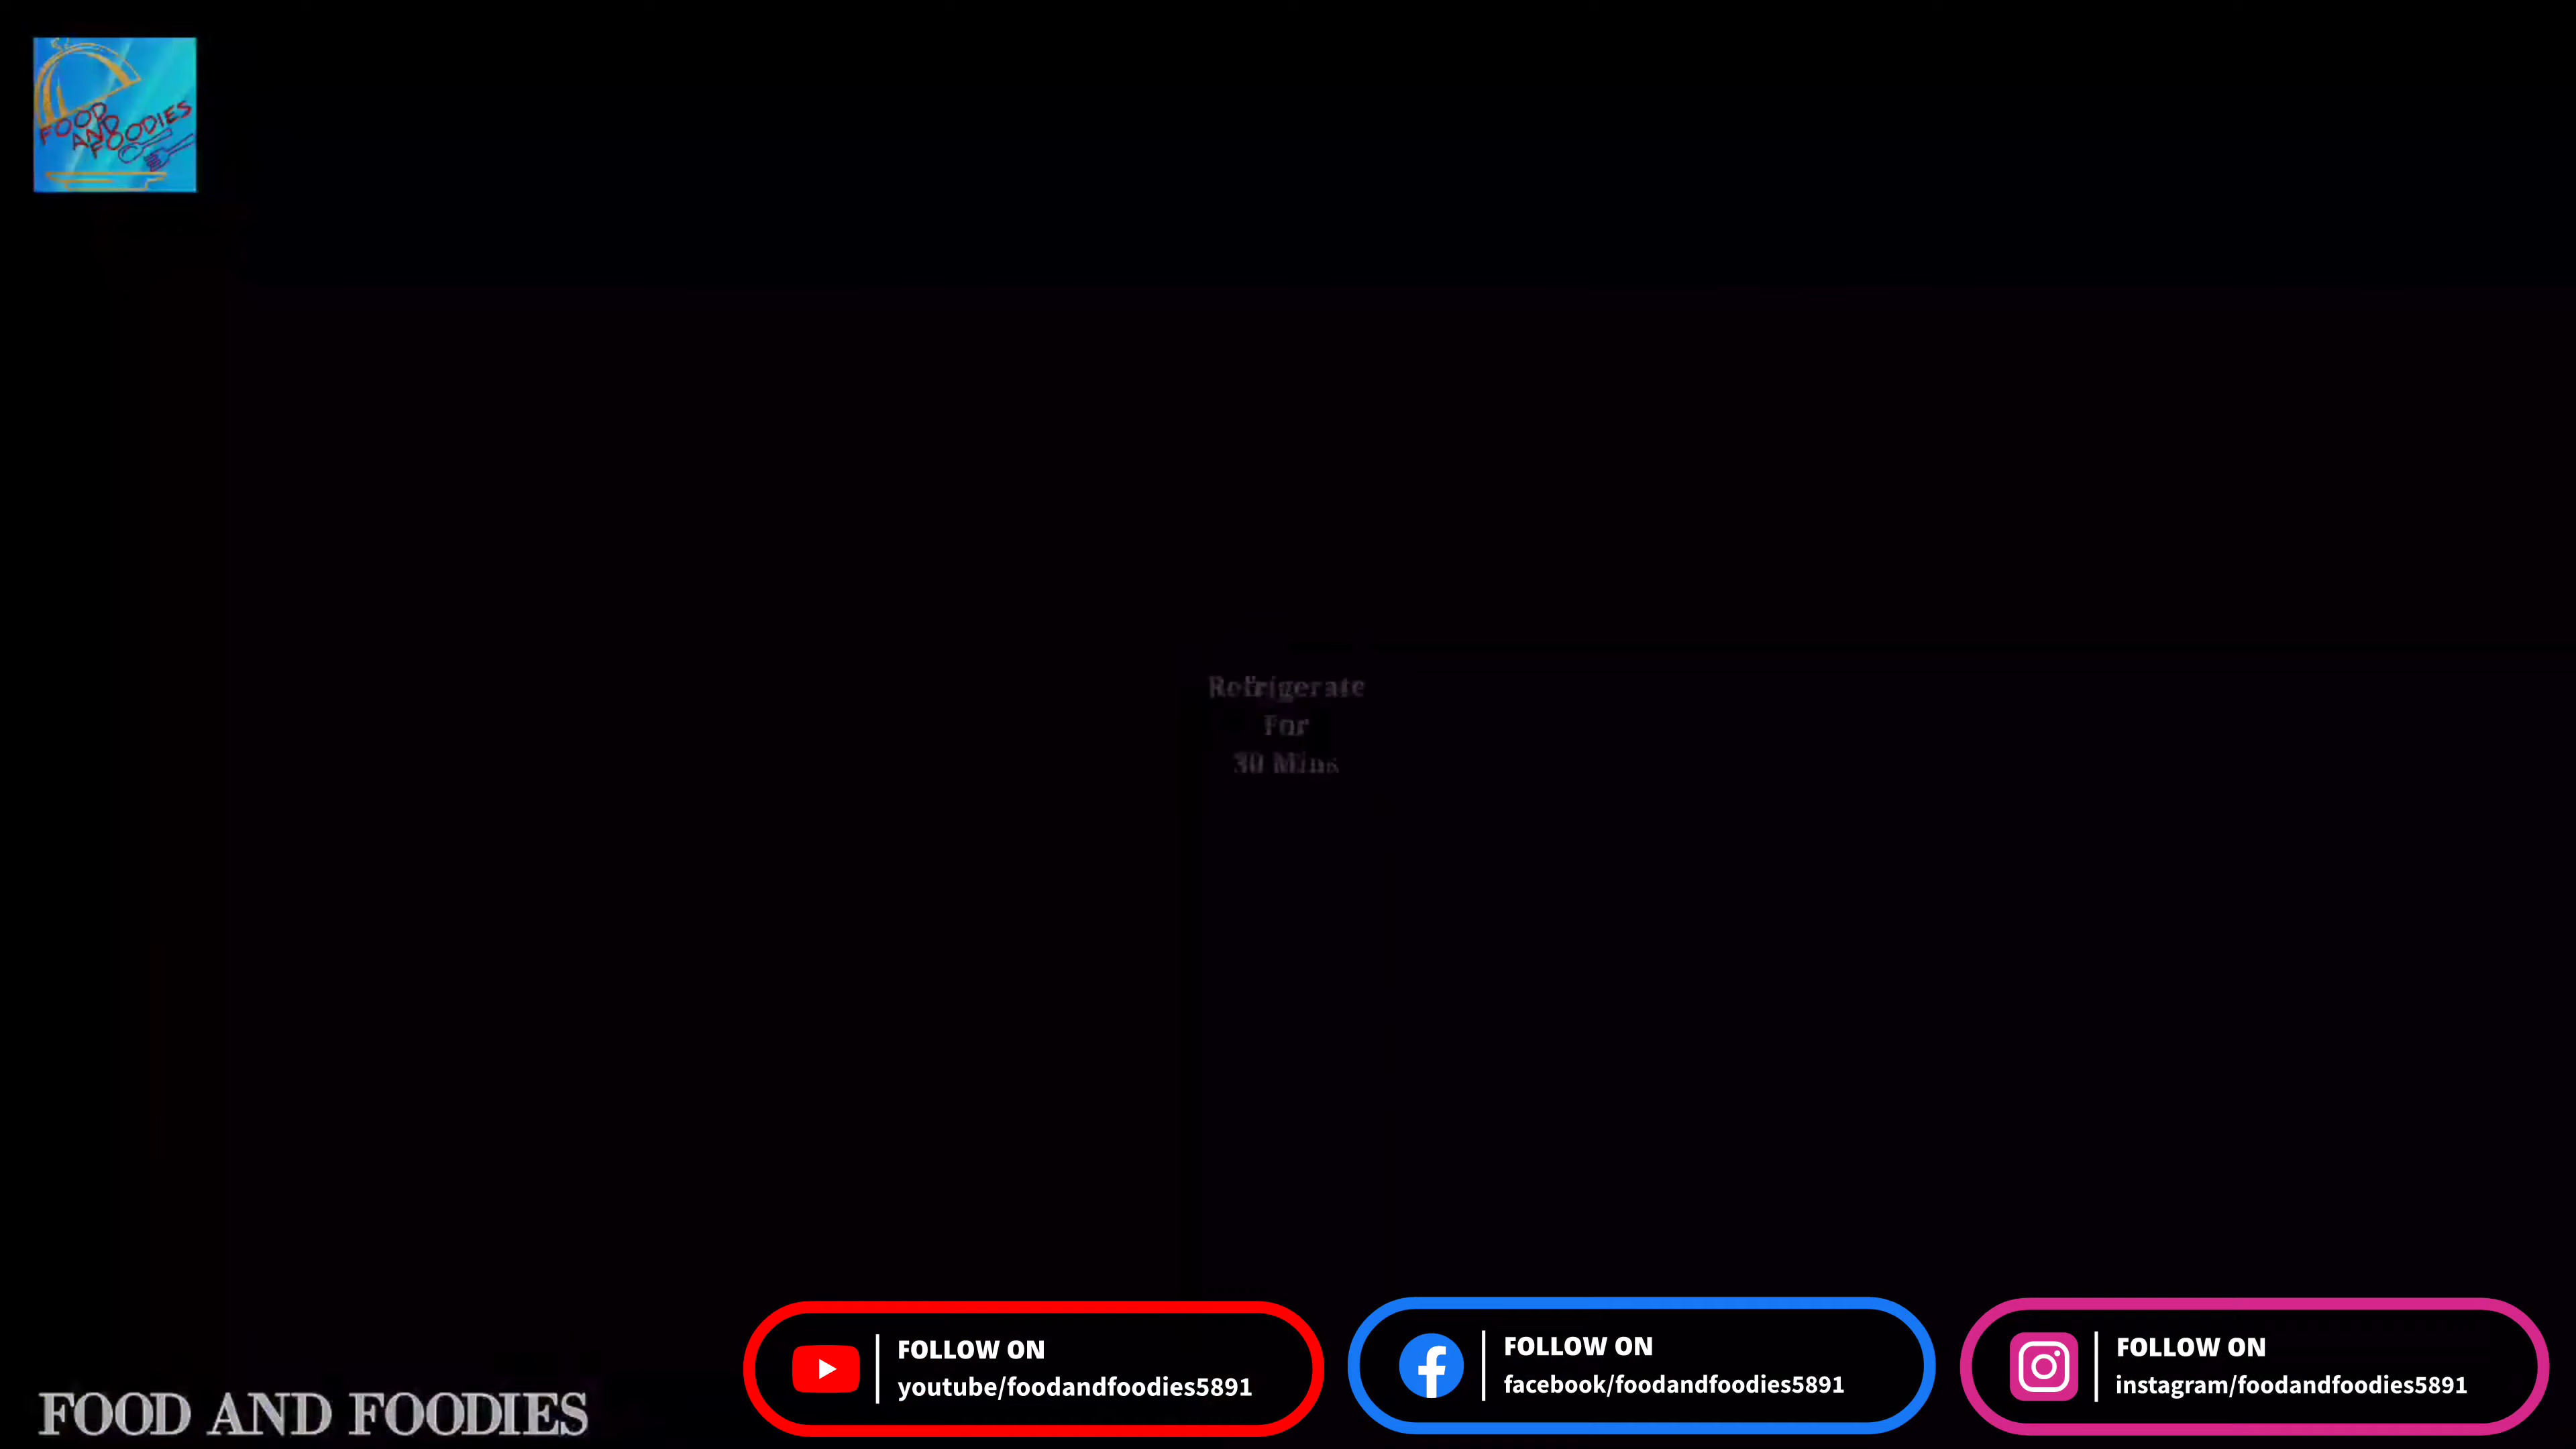 FOOD
AND
FOODIES
Refrigerate
For
30 Mins
FOOD AND FOODIES
FOLLOW ON
youtube/foodandfoodies5891
FOLLOW ON
facebook/foodandfoodies5891
FOLLOW ON
instagram/foodandfoodies5891